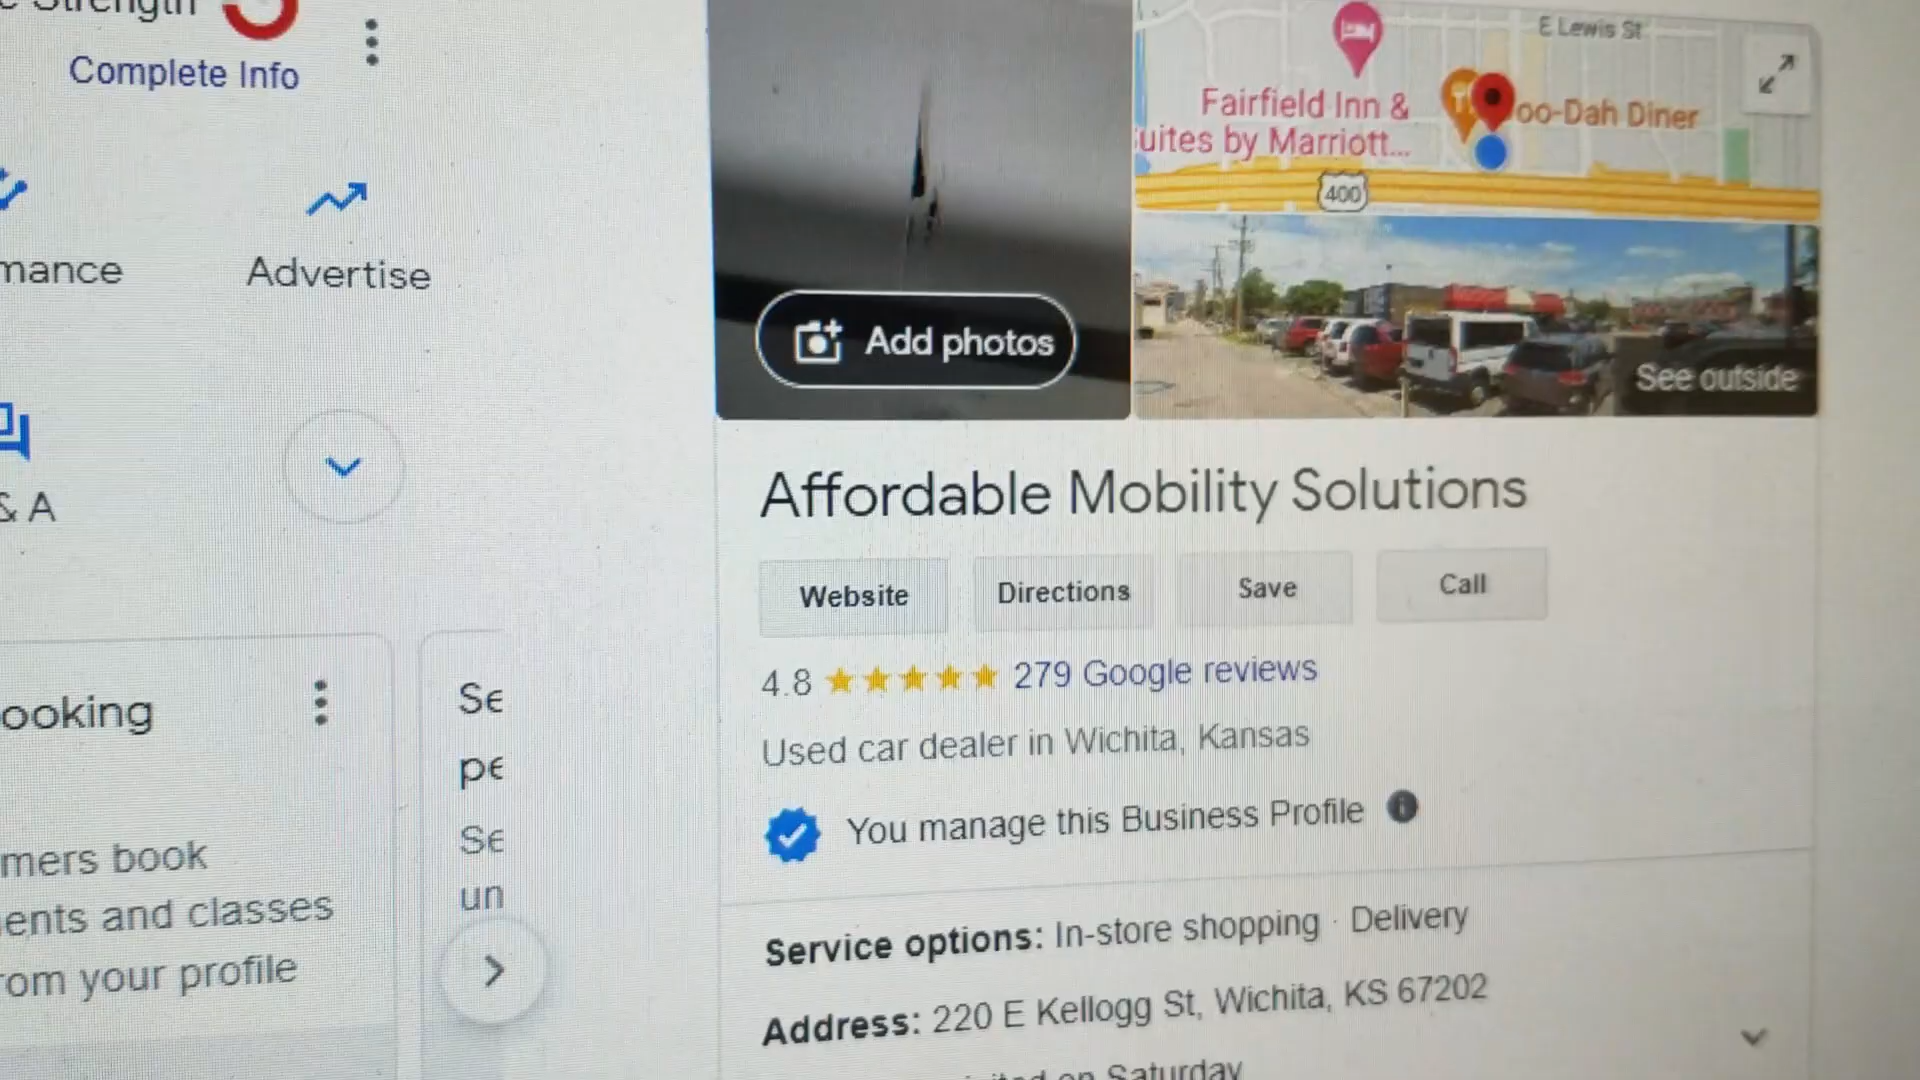 Strength
Complete Info
mance
Advertise
& A
ooking
mers book
ents and classes
om your profile
Se
pe
Se
un
E Lewis St
Fairfield Inn &
uites by Marriott...
oo-Dah Diner
400
Add photos
See outside
Affordable Mobility Solutions
Website
Directions
Save
Call
4.8
279 Google reviews
Used car dealer in Wichita, Kansas
You manage this Business Profile
Service options: In-store shopping · Delivery
Address: 220 E Kellogg St, Wichita, KS 67202
on Saturday